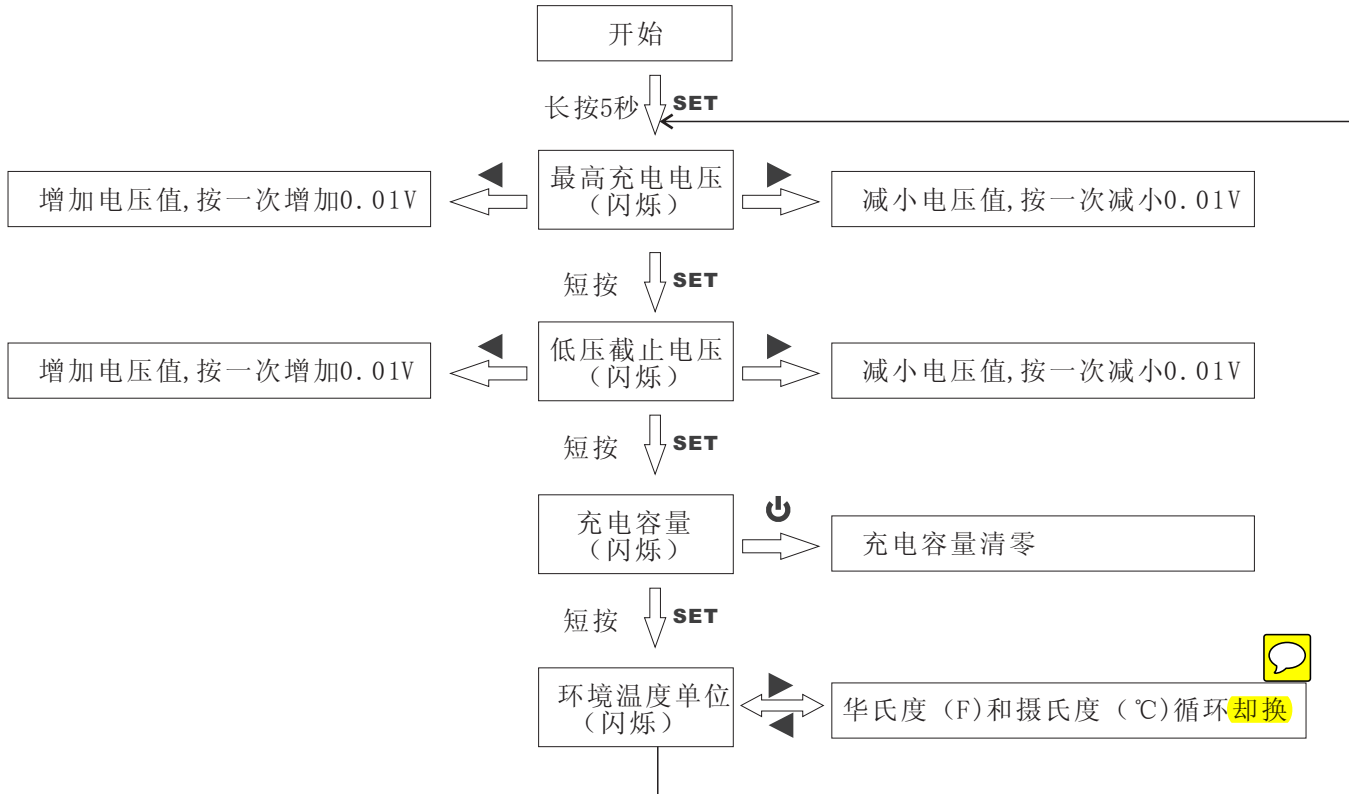 开始
长按5秒 SET
增加电压值,按一次增加0.01V
最高充电电压
（闪烁）
减小电压值,按一次减小0.01V
短按 SET
增加电压值,按一次增加0.01V
低压截止电压
（闪烁）
减小电压值,按一次减小0.01V
短按 SET
充电容量
（闪烁）
充电容量清零
短按 SET
环境温度单位
（闪烁）
华氏度（F)和摄氏度（℃)循环却换